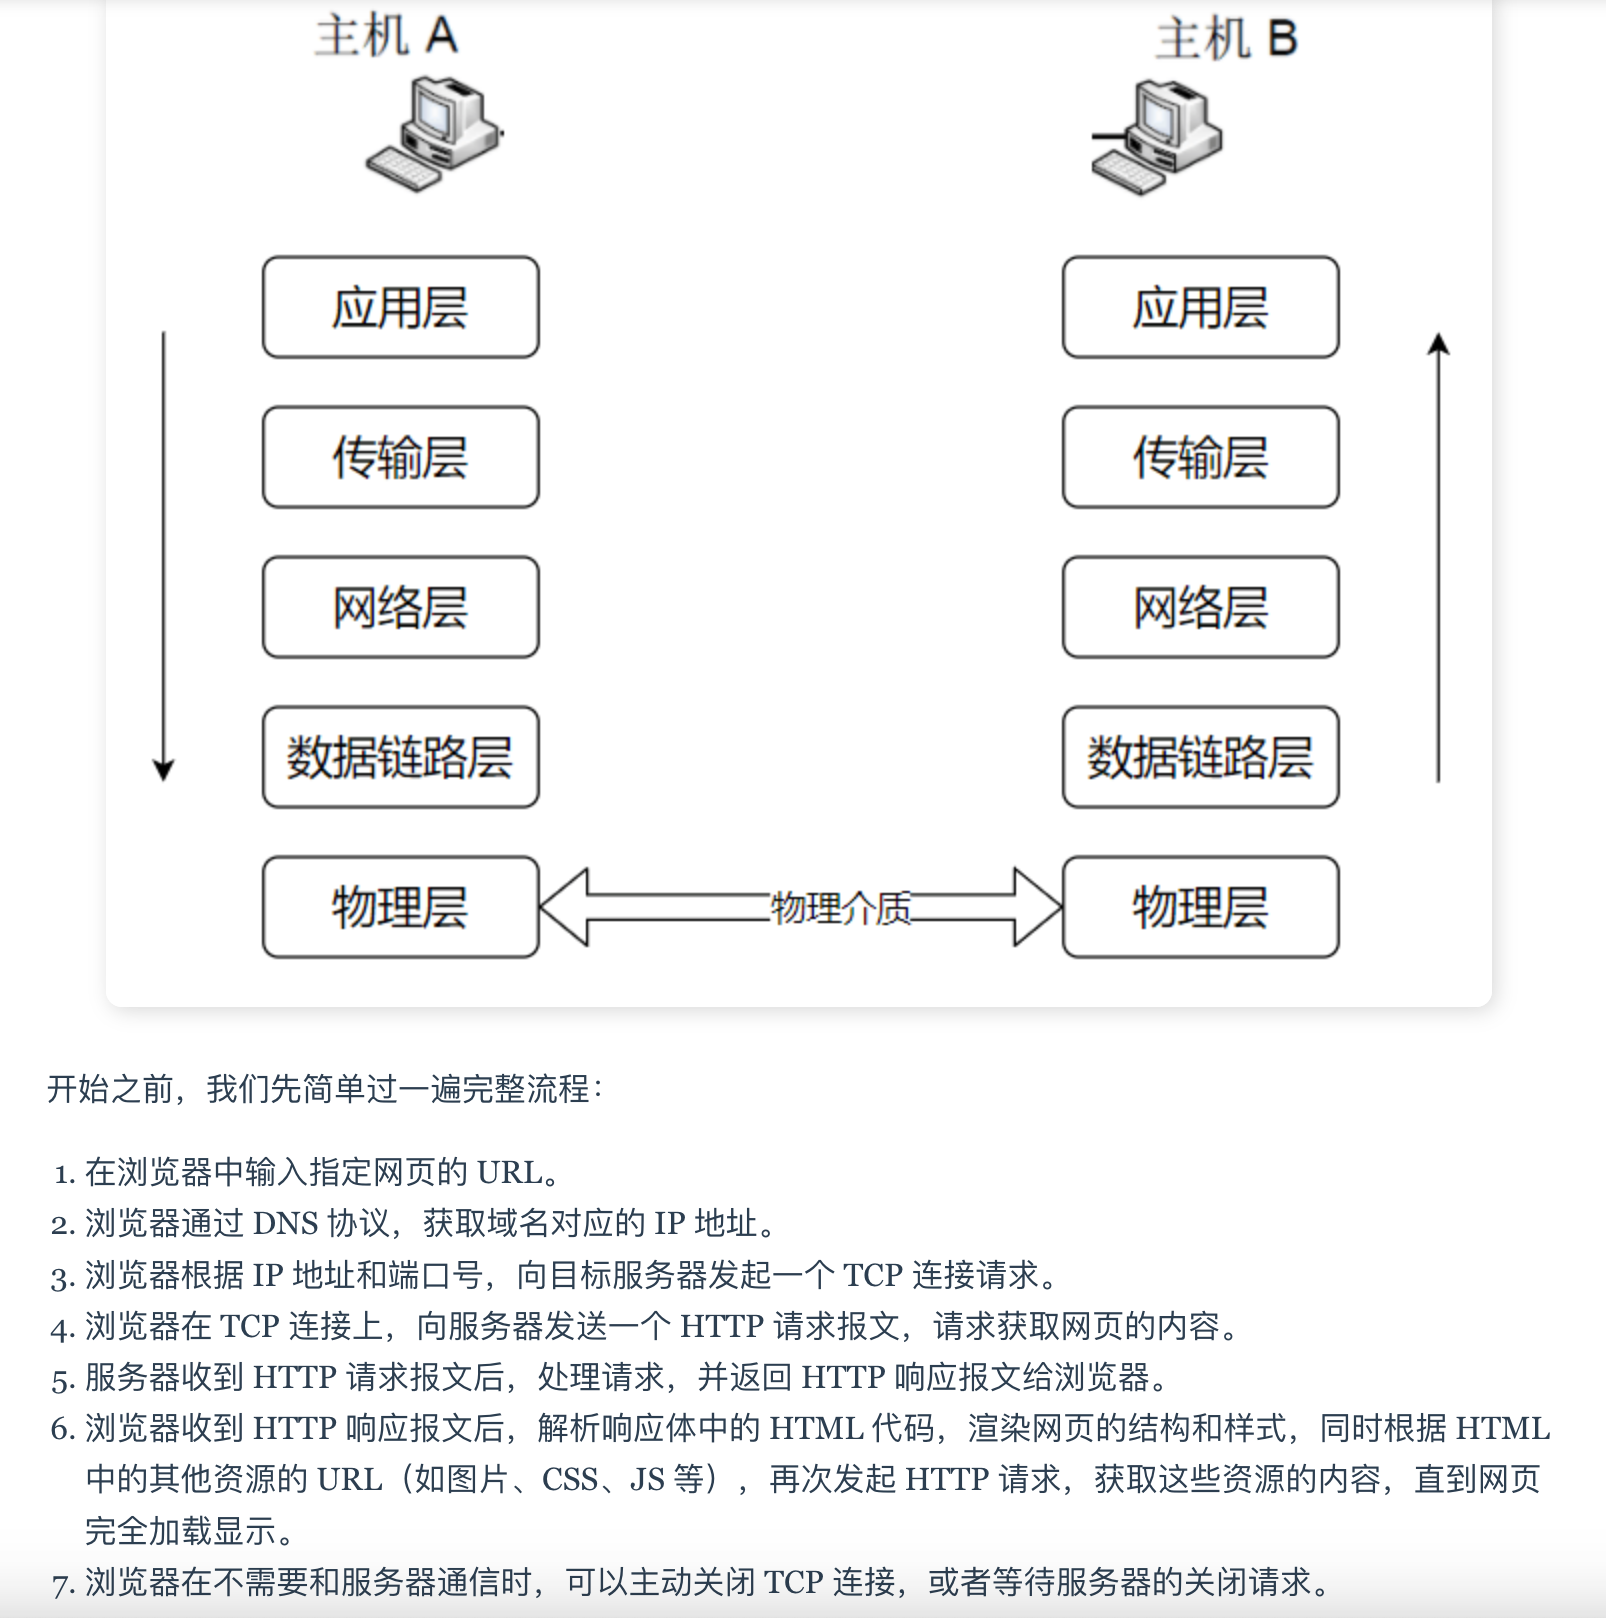 主机 A
主机 B
应用层
应用层
传输层
传输层
网络层
网络层
数据链路层
数据链路层
物理层
物理介质
物理层
开始之前，我们先简单过一遍完整流程：
1. 在浏览器中输入指定网页的 URL。
2. 浏览器通过 DNS 协议，获取域名对应的 IP 地址。
3. 浏览器根据 IP 地址和端口号，向目标服务器发起一个 TCP 连接请求。
4. 浏览器在 TCP 连接上，向服务器发送一个 HTTP 请求报文，请求获取网页的内容。
5. 服务器收到 HTTP 请求报文后，处理请求，并返回 HTTP 响应报文给浏览器。
6. 浏览器收到 HTTP 响应报文后，解析响应体中的 HTML 代码，渲染网页的结构和样式，同时根据 HTML
中的其他资源的 URL（如图片、CSS、JS 等），再次发起 HTTP 请求，获取这些资源的内容，直到网页
完全加载显示。
7. 浏览器在不需要和服务器通信时，可以主动关闭 TCP 连接，或者等待服务器的关闭请求。